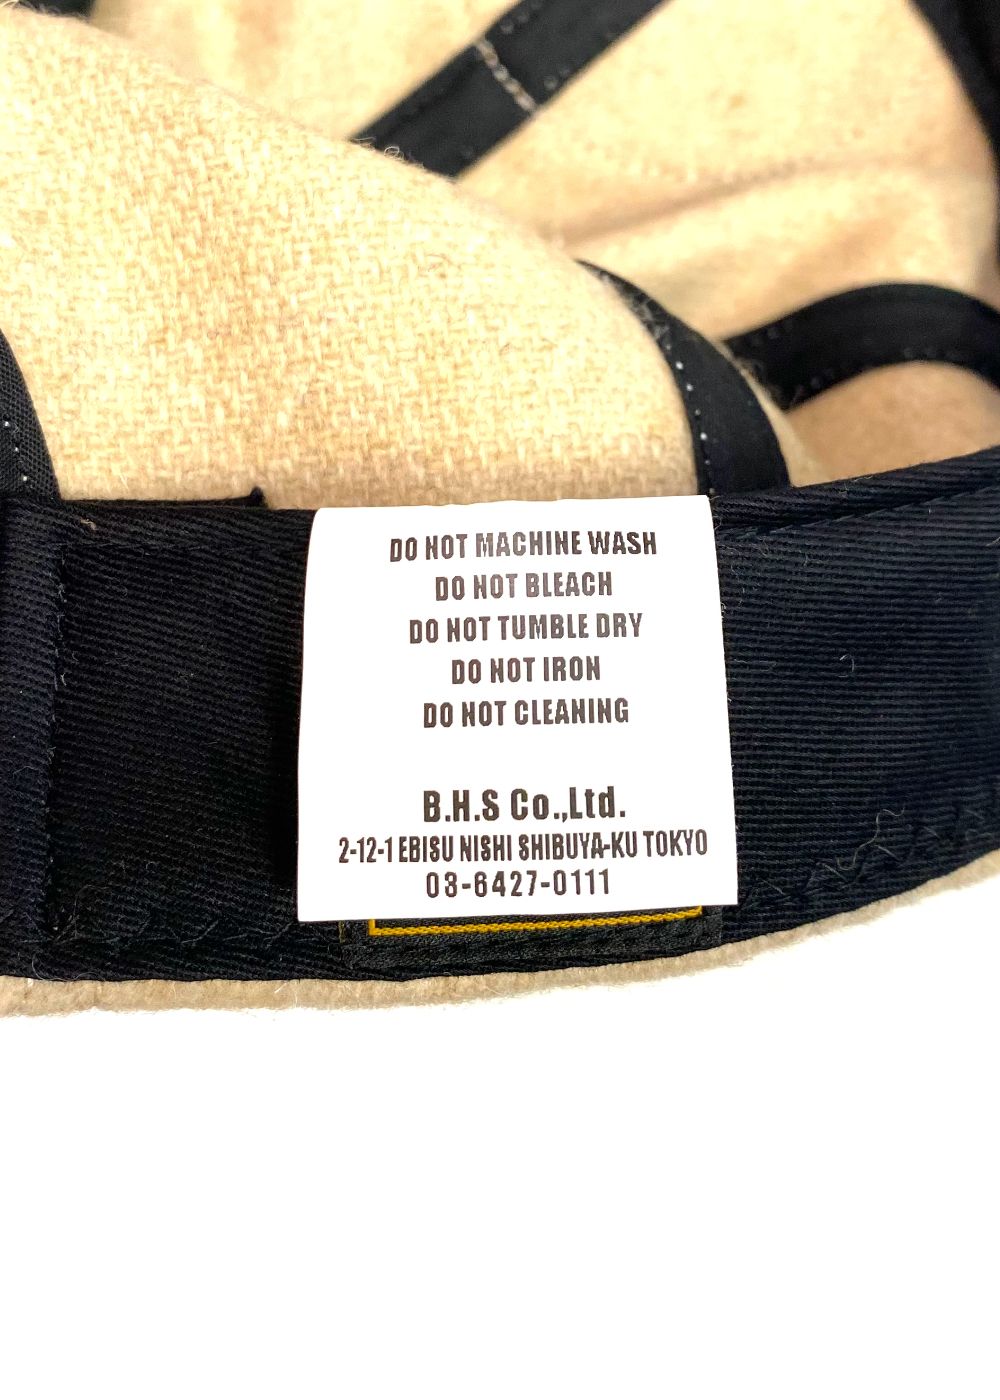 DO NOT MACHINE WASH
DO NOT BLEACH
DO NOT TUMBLE DRY
DO NOT IRON
DO NOT CLEANING
B.H.S Co.,Ltd.
2-12-1 EBISU NISHI SHIBUYA-KU TOKYO
03-6427-0111